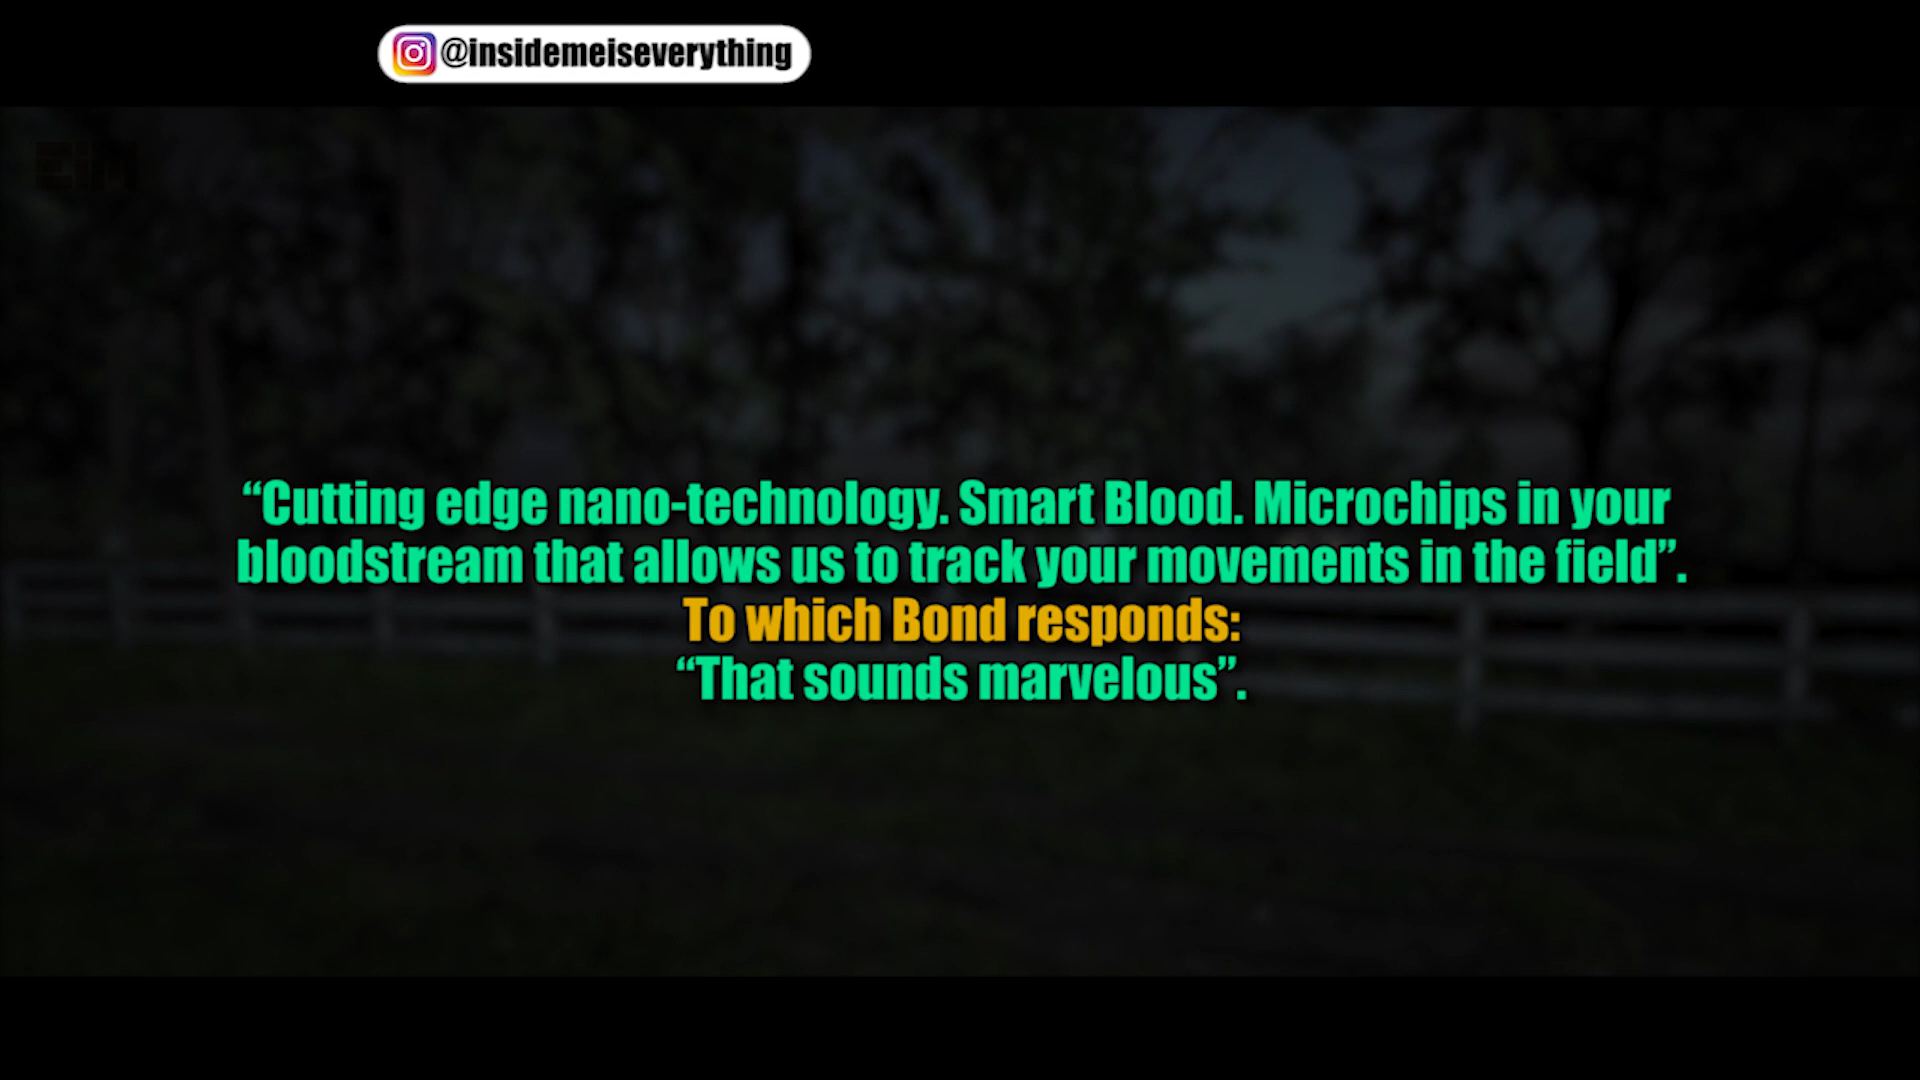 @insidemeiseverything
“Cutting edge nano-technology. Smart Blood. Microchips in your
bloodstream that allows us to track your movements in the field”.
To which Bond responds:
“That sounds marvelous”.